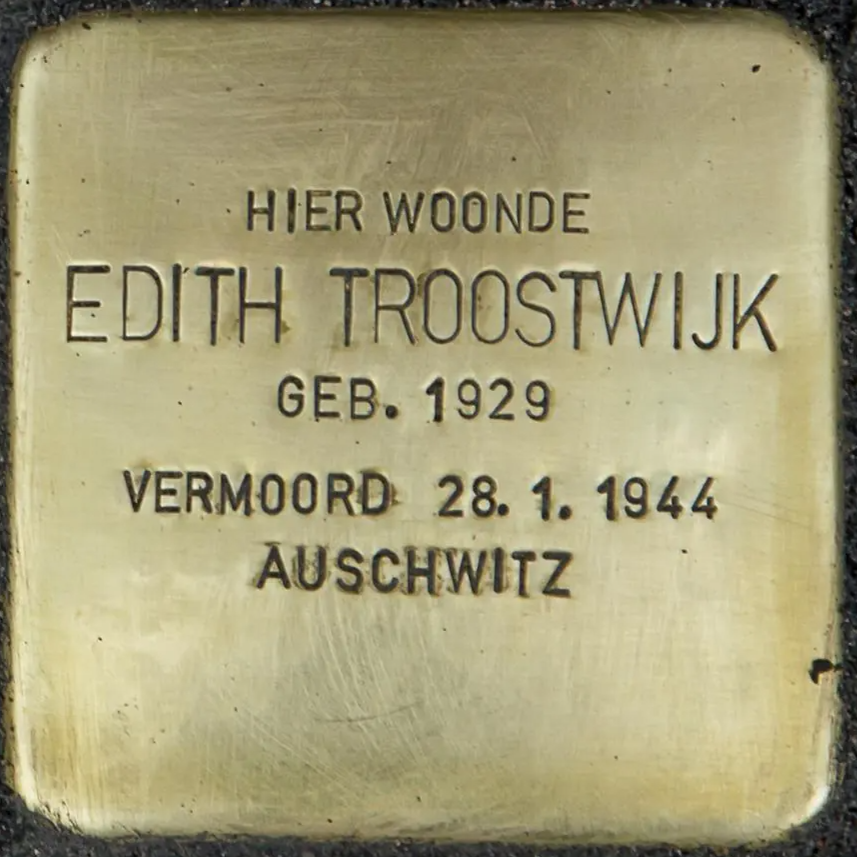 HIER WOONDE
EDITH TROOSTWIJK
GEB. 1929
VERMOORD 28. 1. 1944
AUSCHWITZ